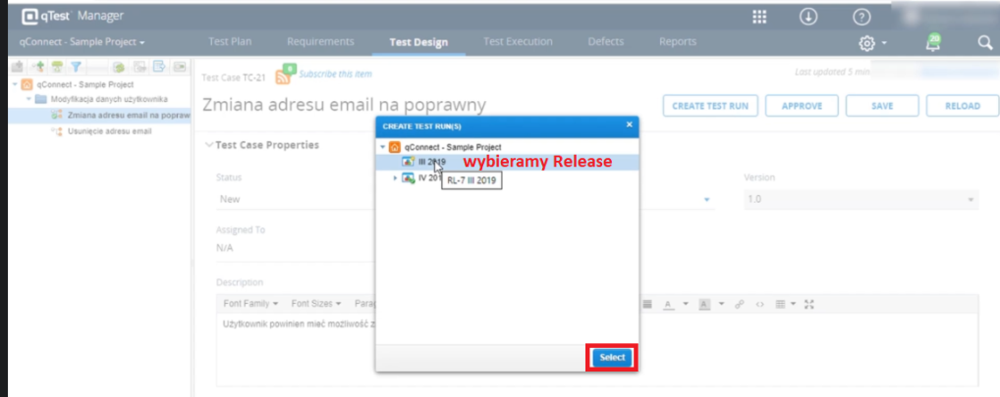 qTest Manager
qConnect - Sample Project
Test Plan
Requirements
Test Design
Test Execution
Defects
Reports
qConnect - Sample Project
Modyfikacja danych użytkownika
Zmiana adresu email na popraw
Usunięcie adresu email
Test Case TC-21
Subscribe this item
Last updated 5 min
Zmiana adresu email na poprawny
CREATE TEST RUN
APPROVE
SAVE
RELOAD
Test Case Properties
Status
New
Version
1.0
Assigned To
N/A
Description
Font Family
Font Sizes
Parag
Użytkownik powinien mieć możliwość z
CREATE TEST RUN(S)
qConnect - Sample Project
III 2019
wybieramy Release
IV 201
RL-7 III 2019
Select